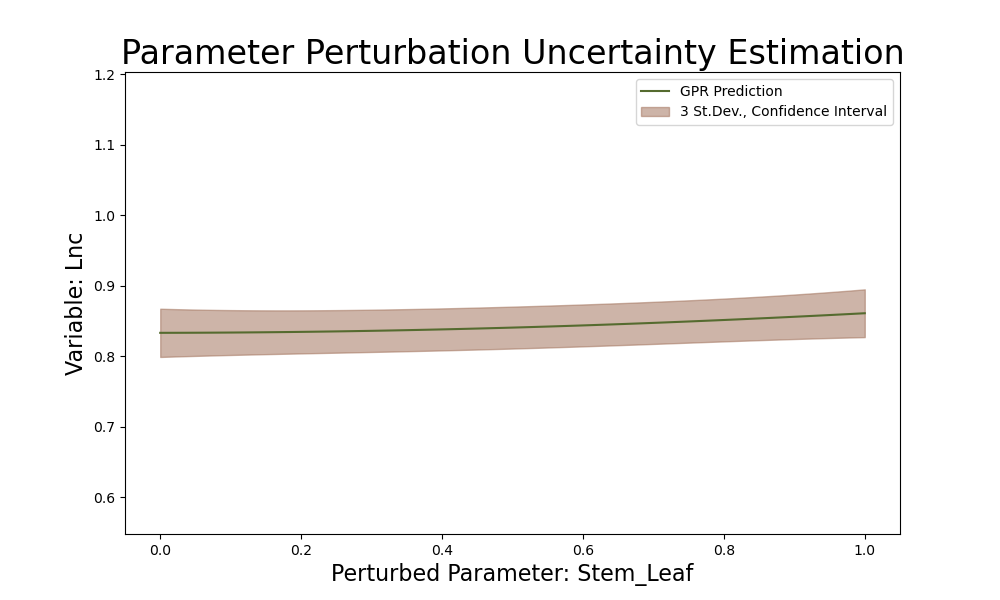 Parameter Perturbation Uncertainty Estimation
GPR Prediction
3 St.Dev., Confidence Interval
Variable: Lnc
1.2
1.1
1.0
0.9
0.8
0.7
0.6
0.0 0.2 0.4 0.6 0.8 1.0
Perturbed Parameter: Stem_Leaf